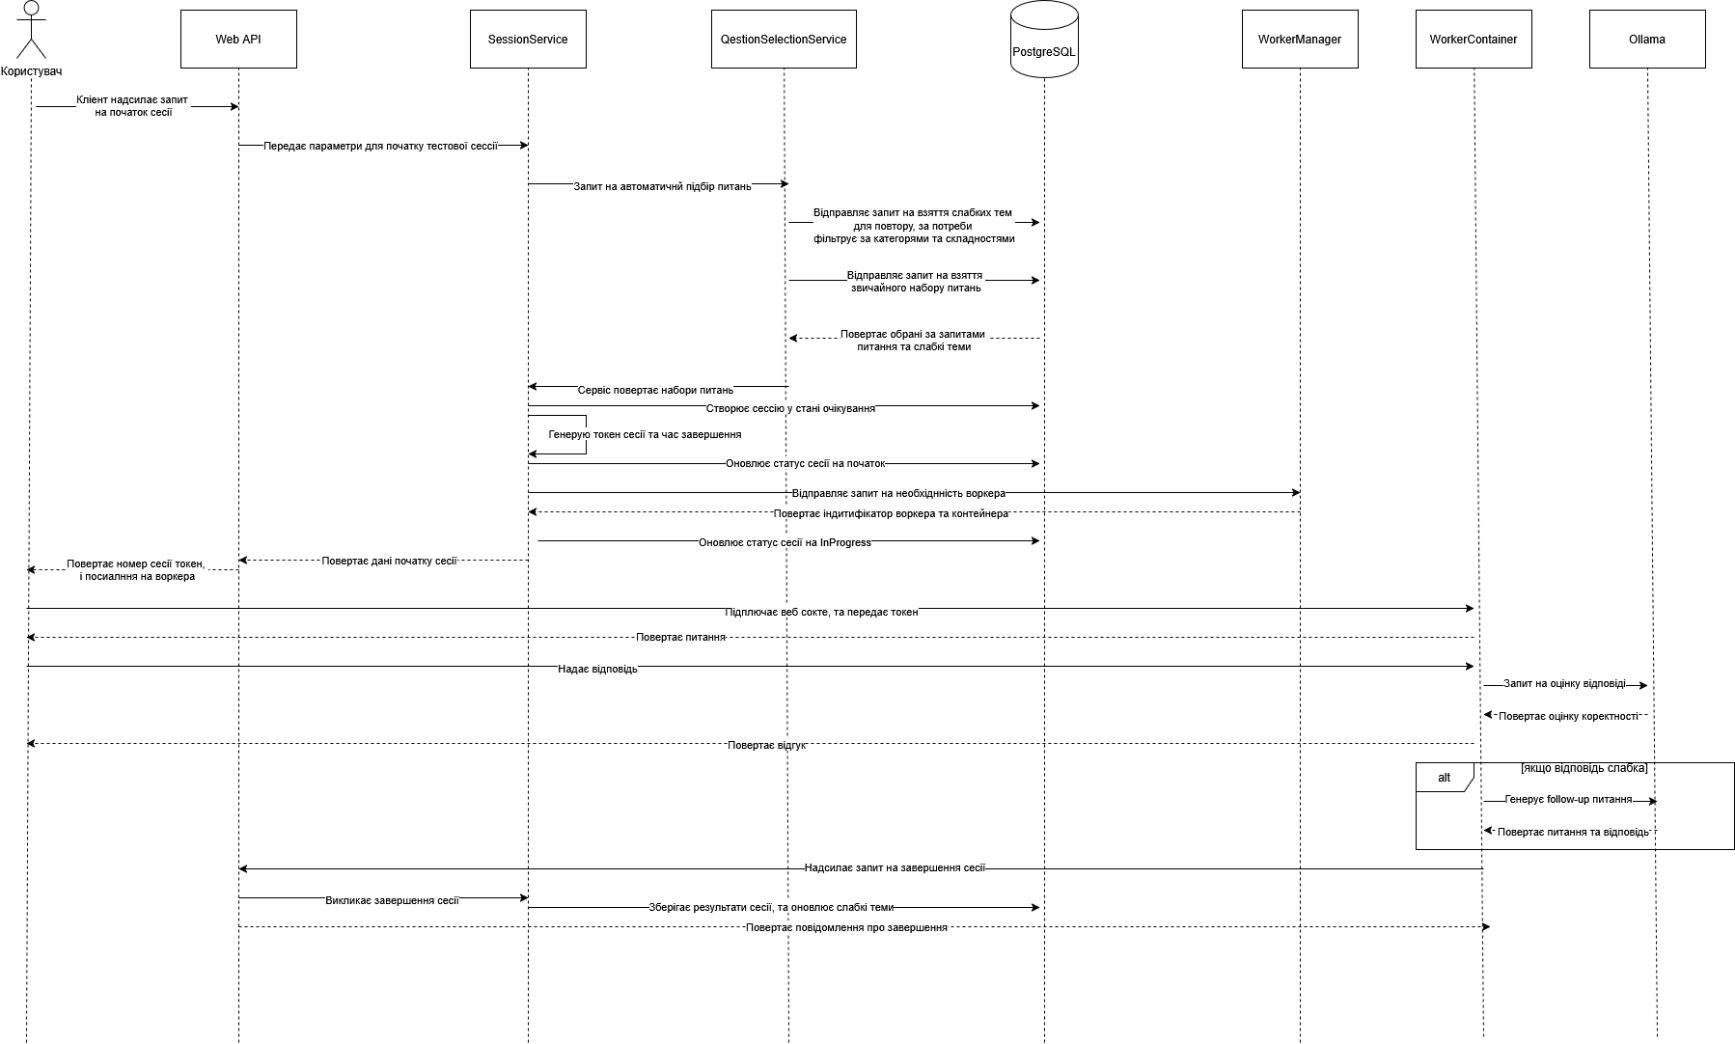 Користувач
Web API
SessionService
QestionSelectionService
PostgreSQL
WorkerManager
WorkerContainer
Ollama
Клієнт надсилає запит
на початок сесії
Передає параметри для початку тестової сессії
Запит на автоматичнй підбір питань
Відправляє запит на взяття слабких тем
для повтору, за потреби
фільтрує за категорями та складностями
Відправляє запит на взяття
звичайного набору питань
Повертає обрані за запитами
питання та слабкі теми
Сервіс повертає набори питань
Створює сессію у стані очікування
Генерую токен сесії та час завершення
Оновлює статус сесії на початок
Відправляє запит на необхіднність воркера
Повертає індитифікатор воркера та контейнера
Оновлює статус сесії на InProgress
Повертає дані початку сесії
Повертає номер сесії токен,
і посиалння на воркера
Підплючає веб сокте, та передає токен
Повертає питання
Надає відповідь
Запит на оцінку відповіді
Повертає оцінку коректності
Повертає відгук
alt
[якщо відповідь слабка]
Генерує follow-up питання
Повертає питання та відповідь
Надсилає запит на завершення сесії
Викликає завершення сесії
Зберігає результати сесії, та оновлює слабкі теми
Повертає повідомлення про завершення